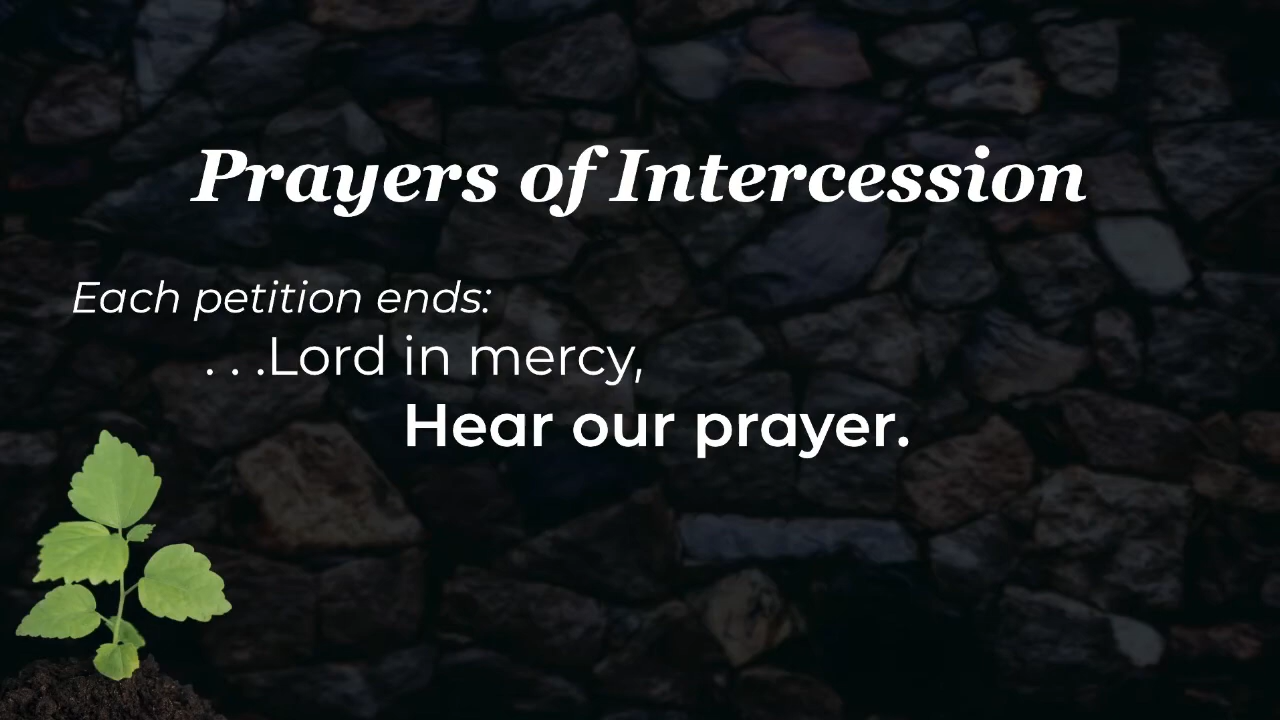 Prayers of Intercession
Each petition ends:
. . .Lord in mercy,
Hear our prayer.